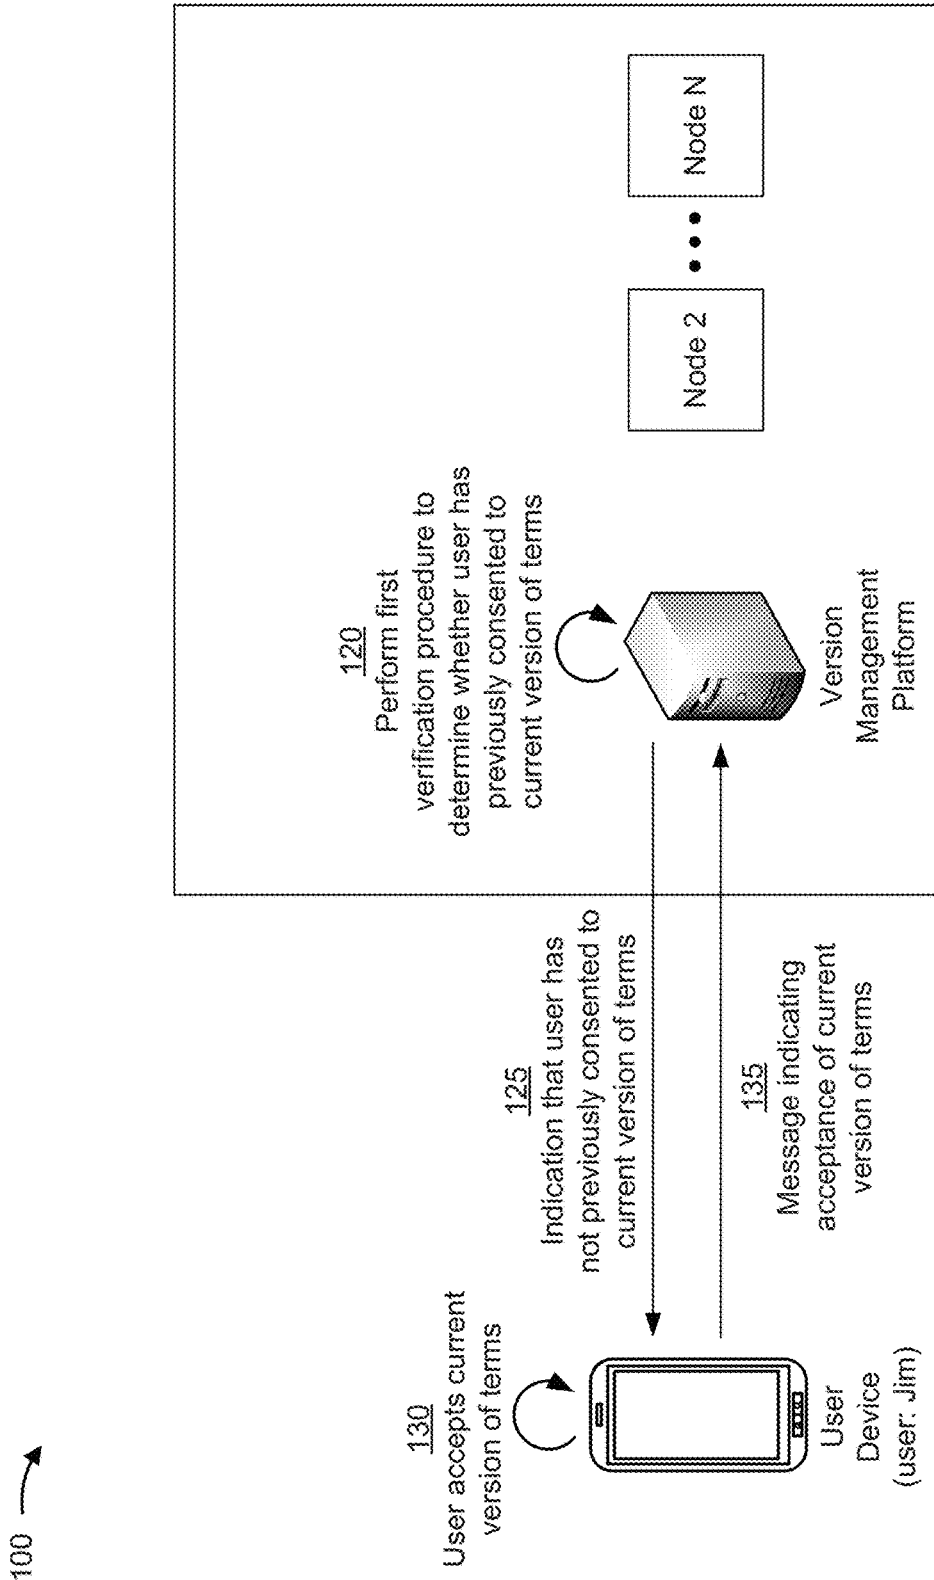 100
120
Perform first
verification procedure to
determine whether user has
previously consented to
current version of terms
125
Indication that user has
not previously consented to
current version of terms
130
User accepts current
version of terms
135
Message indicating
acceptance of current
version of terms
User
Device
(user: Jim)
Version
Management
Platform
Node 2
Node N